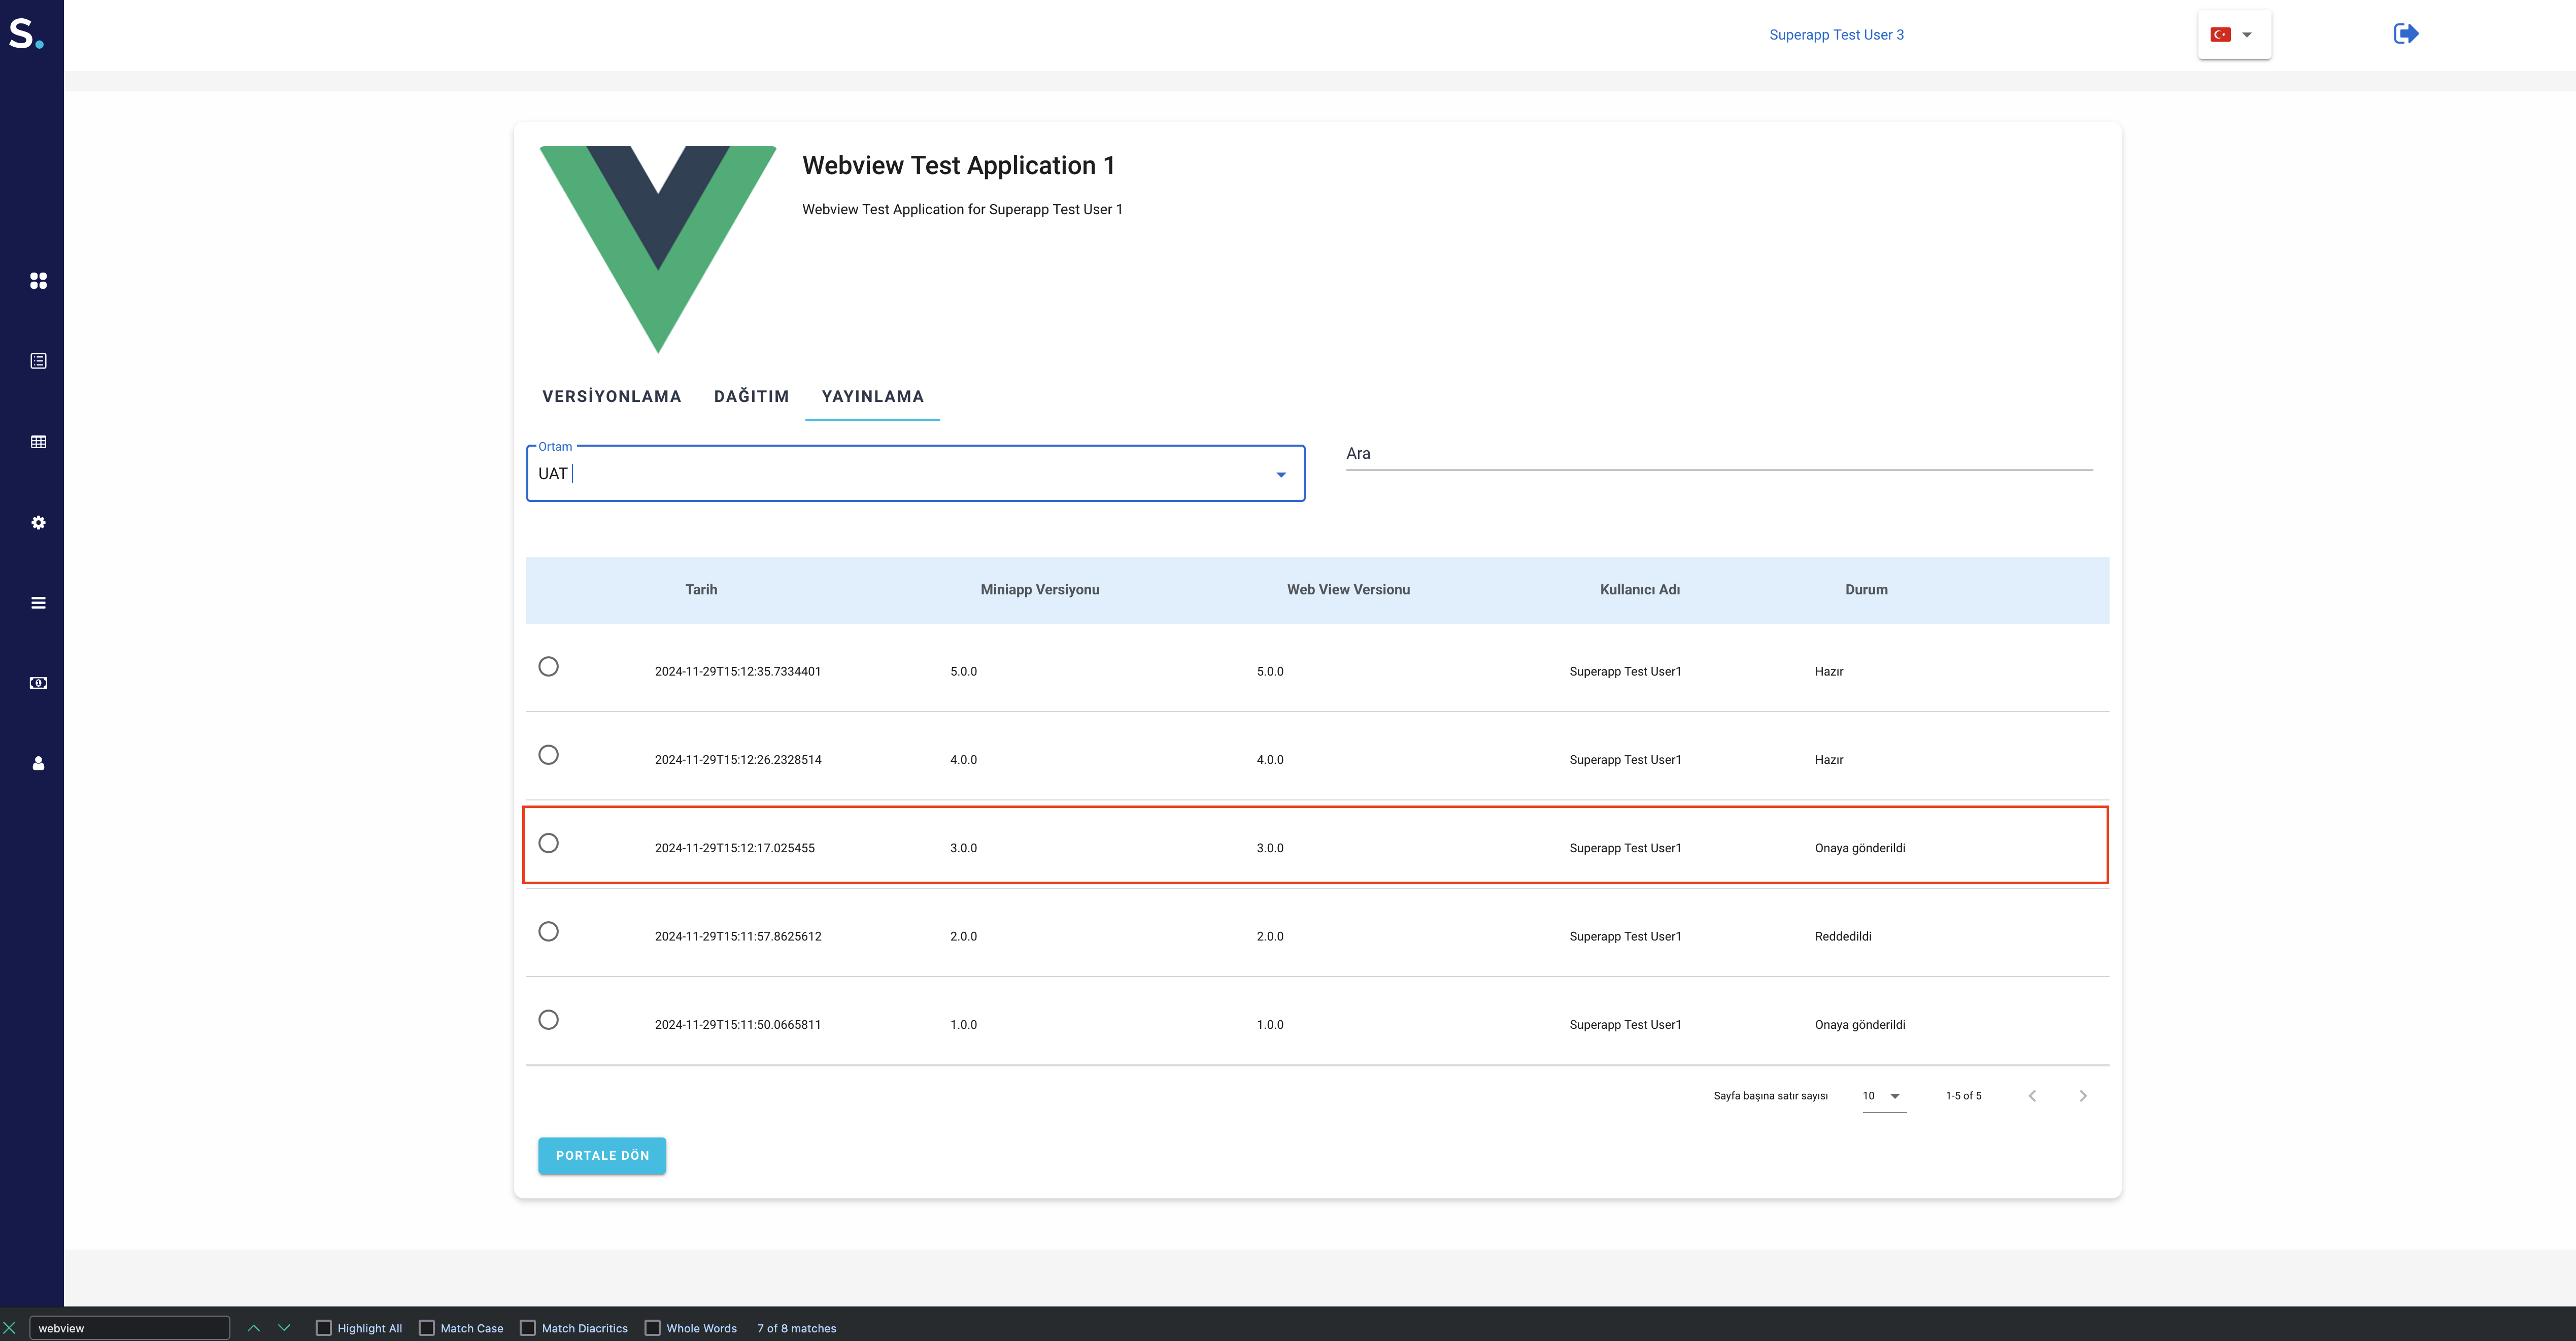 S.
Superapp Test User 3
Webview Test Application 1
Webview Test Application for Superapp Test User 1
VERSİYONLAMA DAĞITIM YAYINLAMA
Ortam
UAT
Ara
Tarih Miniapp Versiyonu Web View Versionu Kullanıcı Adı Durum
2024-11-29T15:12:35.7334401 5.0.0 5.0.0 Superapp Test User1 Hazır
2024-11-29T15:12:26.2328514 4.0.0 4.0.0 Superapp Test User1 Hazır
2024-11-29T15:12:17.025455 3.0.0 3.0.0 Superapp Test User1 Onaya gönderildi
2024-11-29T15:11:57.8625612 2.0.0 2.0.0 Superapp Test User1 Reddedildi
2024-11-29T15:11:50.0665811 1.0.0 1.0.0 Superapp Test User1 Onaya gönderildi
Sayfa başına satır sayısı 10 1-5 of 5
PORTALE DÖN
webview Highlight All Match Case Match Diacritics Whole Words 7 of 8 matches